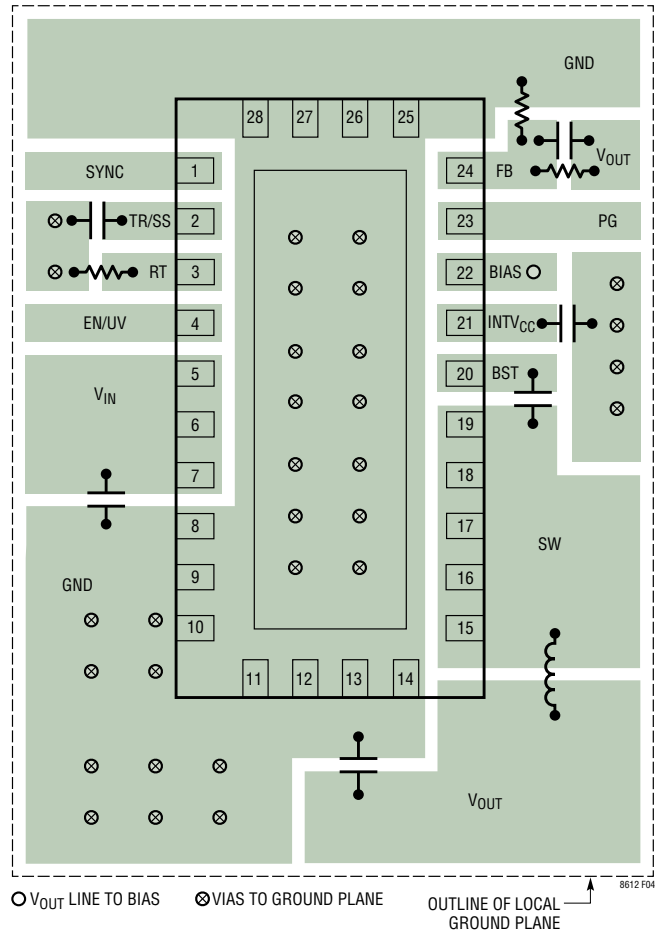 GND
28 27 26 25
SYNC 1 24 FB VOUT
TR/SS 2 23 PG
RT 3 22 BIAS
EN/UV 4 21 INTVCC
5 20 BST
VIN
6 19
7 18
8 17
SW
9 16
GND
10 15
11 12 13 14
VOUT
8612 F04
VOUT LINE TO BIAS VIAS TO GROUND PLANE OUTLINE OF LOCAL
GROUND PLANE